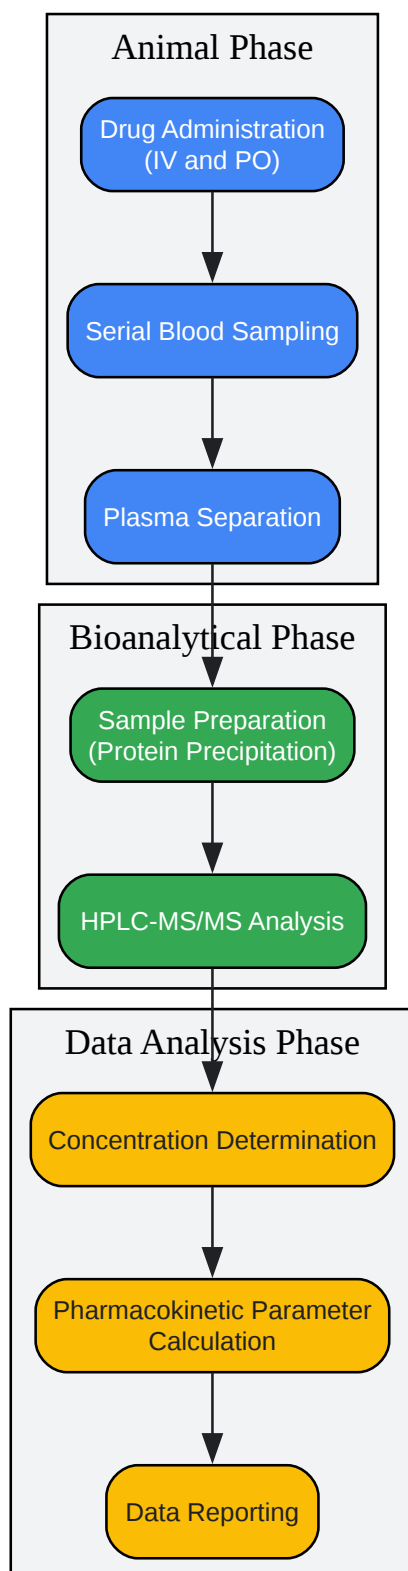 Animal Phase
Drug Administration
(IV and PO)
Serial Blood Sampling
Plasma Separation
Bioanalytical Phase
Sample Preparation
(Protein Precipitation)
HPLC-MS/MS Analysis
Data Analysis Phase
Concentration Determination
Pharmacokinetic Parameter
Calculation
Data Reporting